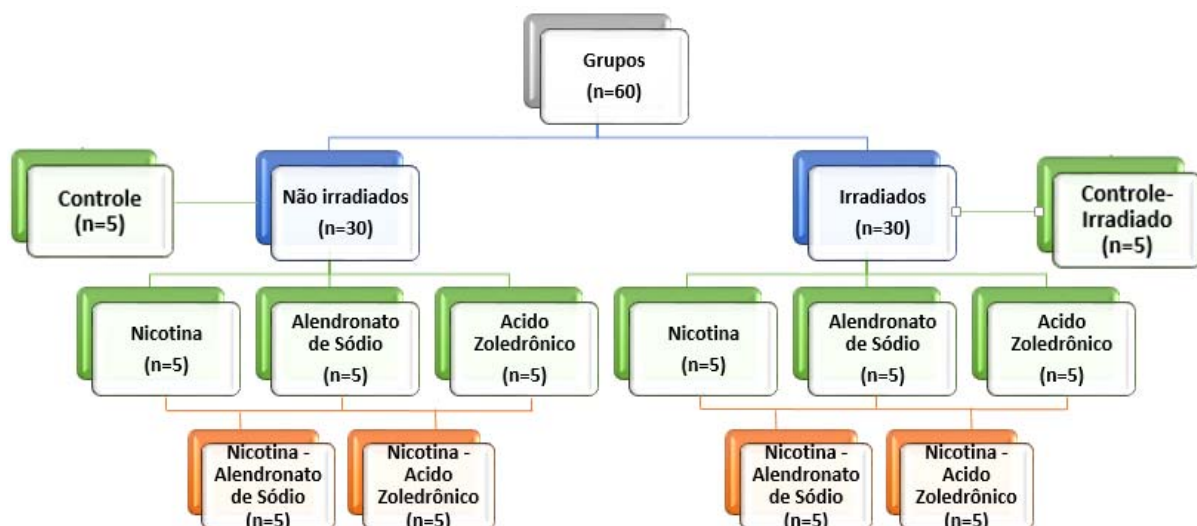 Grupos
(n=60)
Controle
(n=5)
Não irradiados
(n=30)
Irradiados
(n=30)
Controle-
Irradiado
(n=5)
Nicotina
(n=5)
Alendronato
de Sódio
(n=5)
Acido
Zoledrônico
(n=5)
Nicotina
(n=5)
Alendronato
de Sódio
(n=5)
Acido
Zoledrônico
(n=5)
Nicotina -
Alendronato
de Sódio
(n=5)
Nicotina -
Acido
Zoledrônico
(n=5)
Nicotina -
Alendronato
de Sódio
(n=5)
Nicotina -
Acido
Zoledrônico
(n=5)